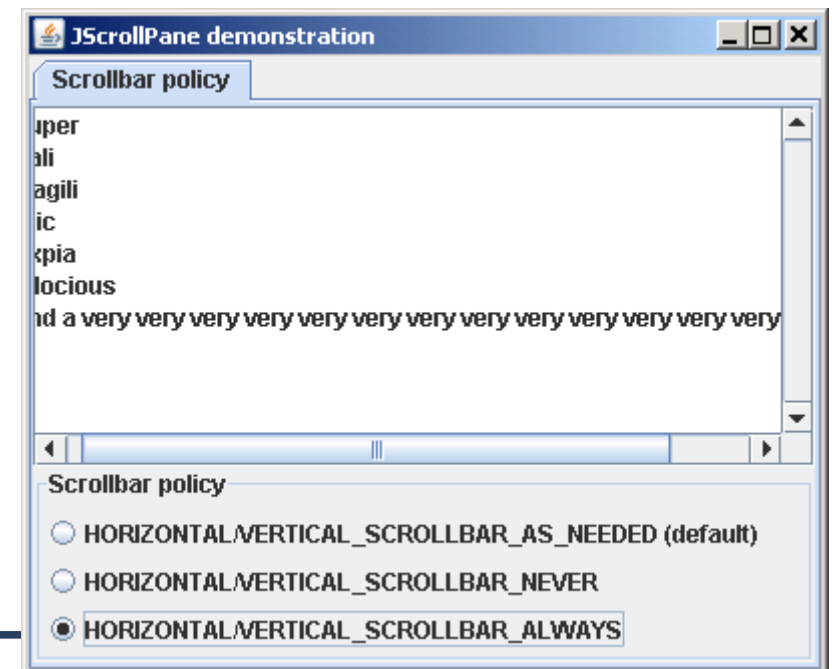 JScrollPane demonstration
Scrollbar policy
uper
ali
agili
ic
xpia
locious
nd a very very very very very very very very very very very very very
Scrollbar policy
HORIZONTAL/VERTICAL_SCROLLBAR_AS_NEEDED (default)
HORIZONTAL/VERTICAL_SCROLLBAR_NEVER
HORIZONTAL/VERTICAL_SCROLLBAR_ALWAYS